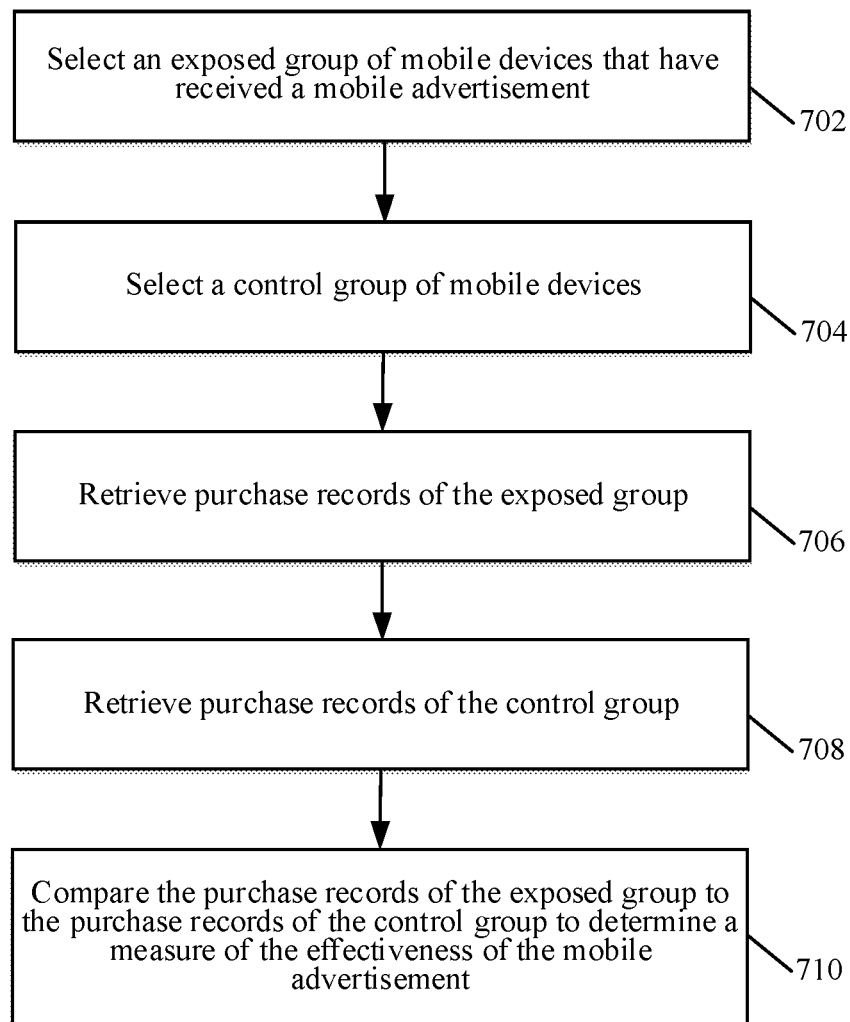 Select an exposed group of mobile devices that have
received a mobile advertisement
702
Select a control group of mobile devices
704
Retrieve purchase records of the exposed group
706
Retrieve purchase records of the control group
708
Compare the purchase records of the exposed group to
the purchase records of the control group to determine a
measure of the effectiveness of the mobile
advertisement
710